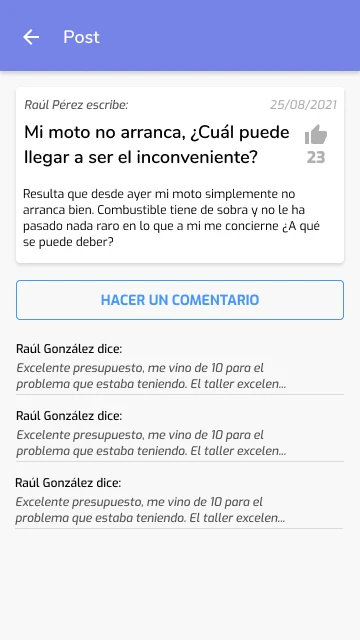 Post
Raúl Pérez escribe:
25/08/2021
Mi moto no arranca, ¿Cuál puede
llegar a ser el inconveniente?
23
Resulta que desde ayer mi moto simplemente no
arranca bien. Combustible tiene de sobra y no le ha
pasado nada raro en lo que a mi me concierne ¿A qué
se puede deber?
HACER UN COMENTARIO
Raúl González dice:
Excelente presupuesto, me vino de 10 para el
problema que estaba teniendo. El taller excelen...
Raúl González dice:
Excelente presupuesto, me vino de 10 para el
problema que estaba teniendo. El taller excelen...
Raúl González dice:
Excelente presupuesto, me vino de 10 para el
problema que estaba teniendo. El taller excelen...